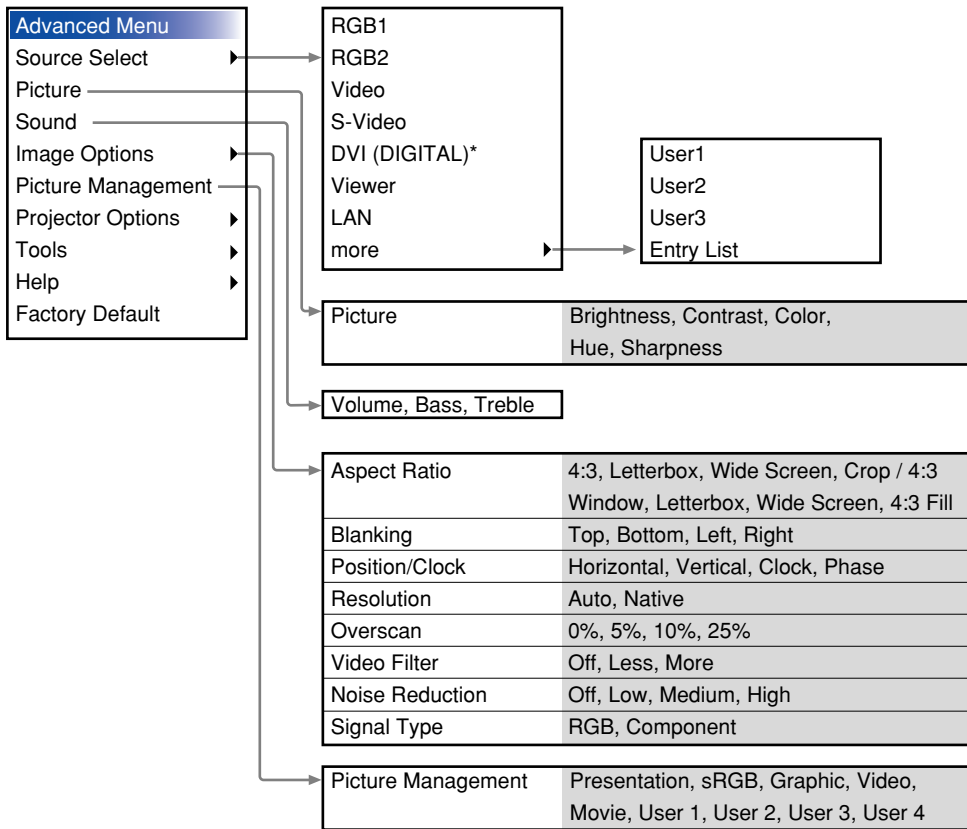 Advanced Menu
Source Select
Picture
Sound
Image Options
Picture Management
Projector Options
Tools
Help
Factory Default
RGB1
RGB2
Video
S-Video
DVI (DIGITAL)*
Viewer
LAN
more
User1
User2
User3
Entry List
Picture Brightness, Contrast, Color,
Hue, Sharpness
Volume, Bass, Treble
Aspect Ratio 4:3, Letterbox, Wide Screen, Crop / 4:3
Window, Letterbox, Wide Screen, 4:3 Fill
Blanking Top, Bottom, Left, Right
Position/Clock Horizontal, Vertical, Clock, Phase
Resolution Auto, Native
Overscan 0%, 5%, 10%, 25%
Video Filter Off, Less, More
Noise Reduction Off, Low, Medium, High
Signal Type RGB, Component
Picture Management Presentation, sRGB, Graphic, Video,
Movie, User 1, User 2, User 3, User 4